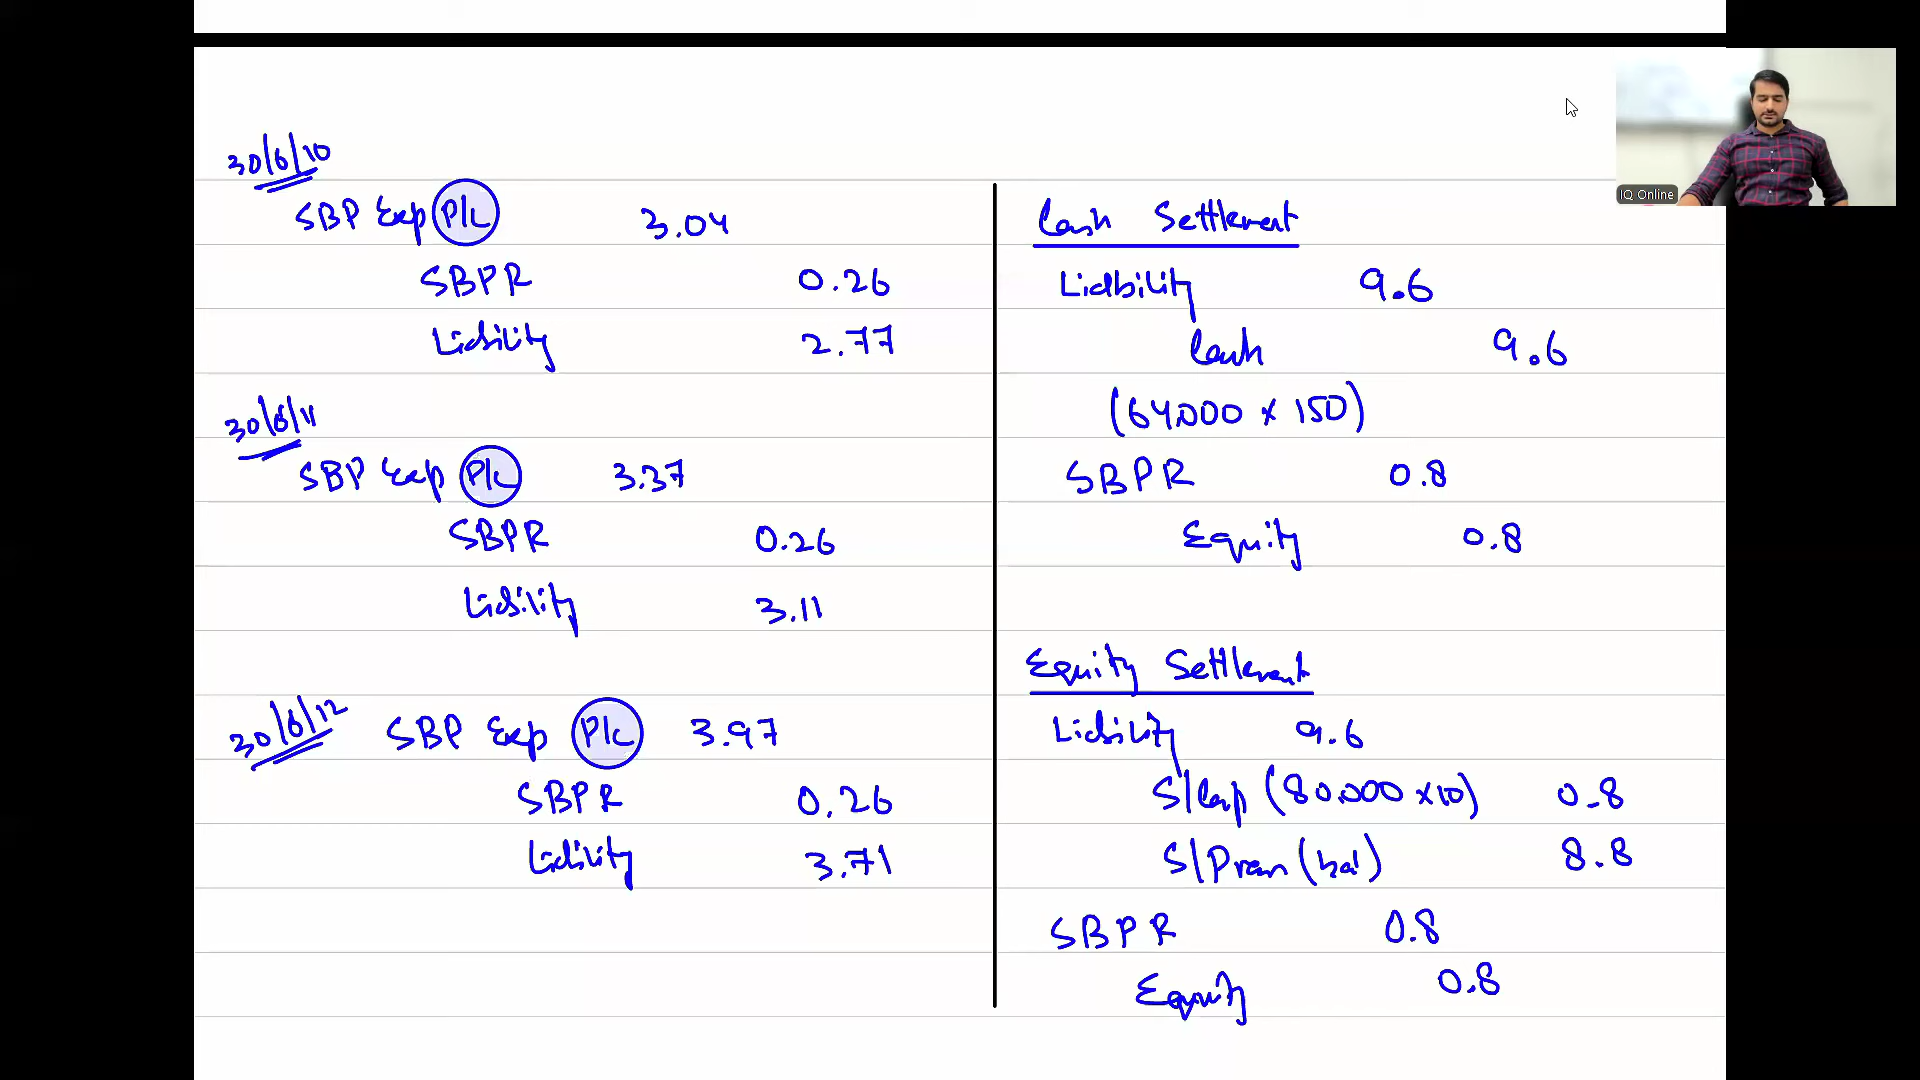 30/6/10
SBP Exp P/L 3.04
SBPR 0.26
Liability 2.77
30/6/11
SBP Exp P/L 3.37
SBPR 0.26
Liability 3.11
30/6/12 SBP Exp P/L 3.97
SBPR 0.26
Liability 3.71
Cash Settlement
Liability 9.6
Cash 9.6
(64,000 x 150)
SBPR 0.8
Equity 0.8
Equity Settlement
Liability 9.6
S/Cap (80,000 x 10) 0.8
S/Prem (bal) 8.8
SBPR 0.8
Equity 0.8
IQ Online